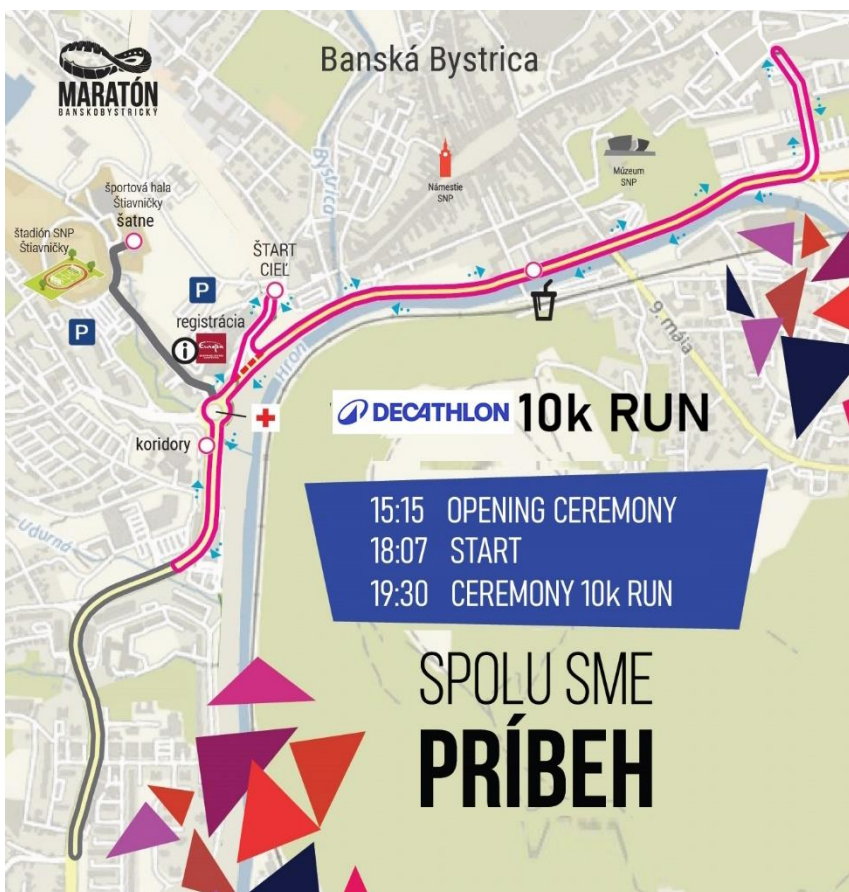 MARATÓN
BANSKOBYSTRICKÝ
Banská Bystrica
Bystrica
Námestie
SNP
Múzeum
SNP
športová hala
Štiavničky
šatne
štadión SNP
Štiavničky
ŠTART
CIEĽ
P
P
registrácia
i
Európa
Hron
9. mája
koridory
DECATHLON 10k RUN
Udurná
15:15 OPENING CEREMONY
18:07 START
19:30 CEREMONY 10k RUN
SPOLU SME
PRÍBEH